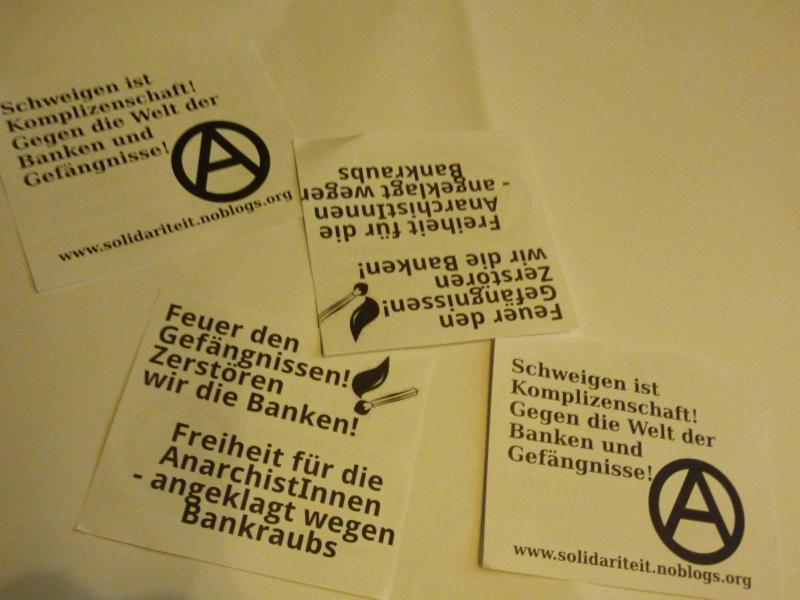 Schweigen ist
Komplizenschaft!
Gegen die Welt der
Banken und
Gefängnisse!
A
www.solidariteit.noblogs.org
Feuer den
Gefängnissen!
Zerstören
wir die Banken!
Freiheit für die
AnarchistInnen
- angeklagt wegen
Bankraubs
Feuer den
Gefängnissen!
Zerstören
wir die Banken!
Freiheit für die
AnarchistInnen
- angeklagt wegen
Bankraubs
Schweigen ist
Komplizenschaft!
Gegen die Welt der
Banken und
Gefängnisse!
A
www.solidariteit.noblogs.org